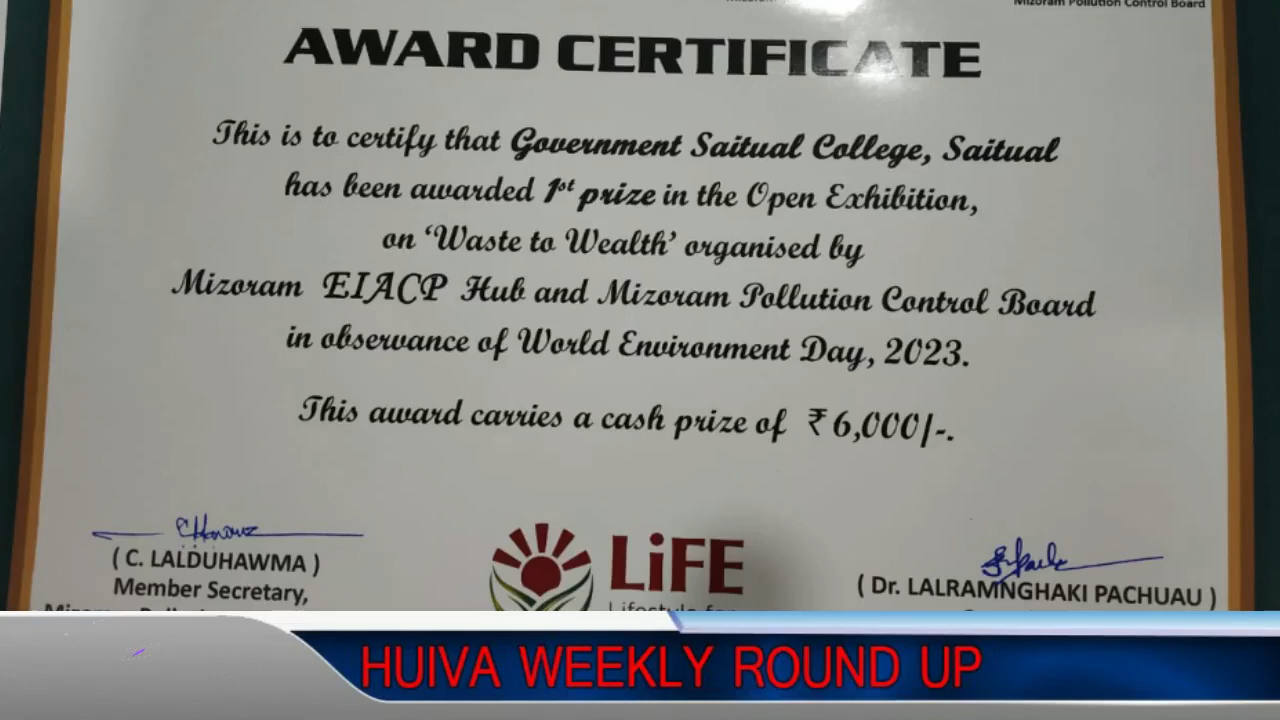 Mizoram Pollution Control Board
AWARD CERTIFICATE
This is to certify that Government Saitual College, Saitual
has been awarded 1st prize in the Open Exhibition,
on ‘Waste to Wealth’ organised by
Mizoram EIACP Hub and Mizoram Pollution Control Board
in observance of World Environment Day, 2023.
This award carries a cash prize of ₹ 6,000/-.
( C. LALDUHAWMA )
Member Secretary,
LiFE
Lifestyle for
( Dr. LALRAMNGHAKI PACHUAU )
HUIVA WEEKLY ROUND UP